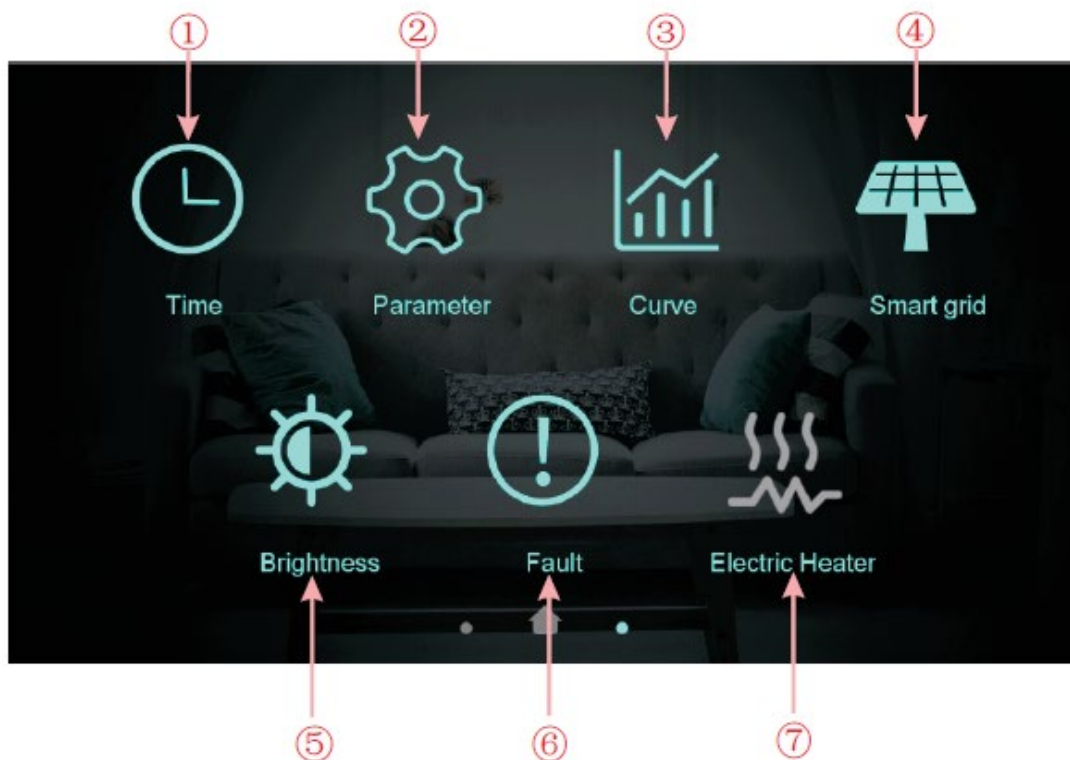 ① ② ③ ④
Time Parameter Curve Smart grid
Brightness Fault Electric Heater
⑤ ⑥ ⑦